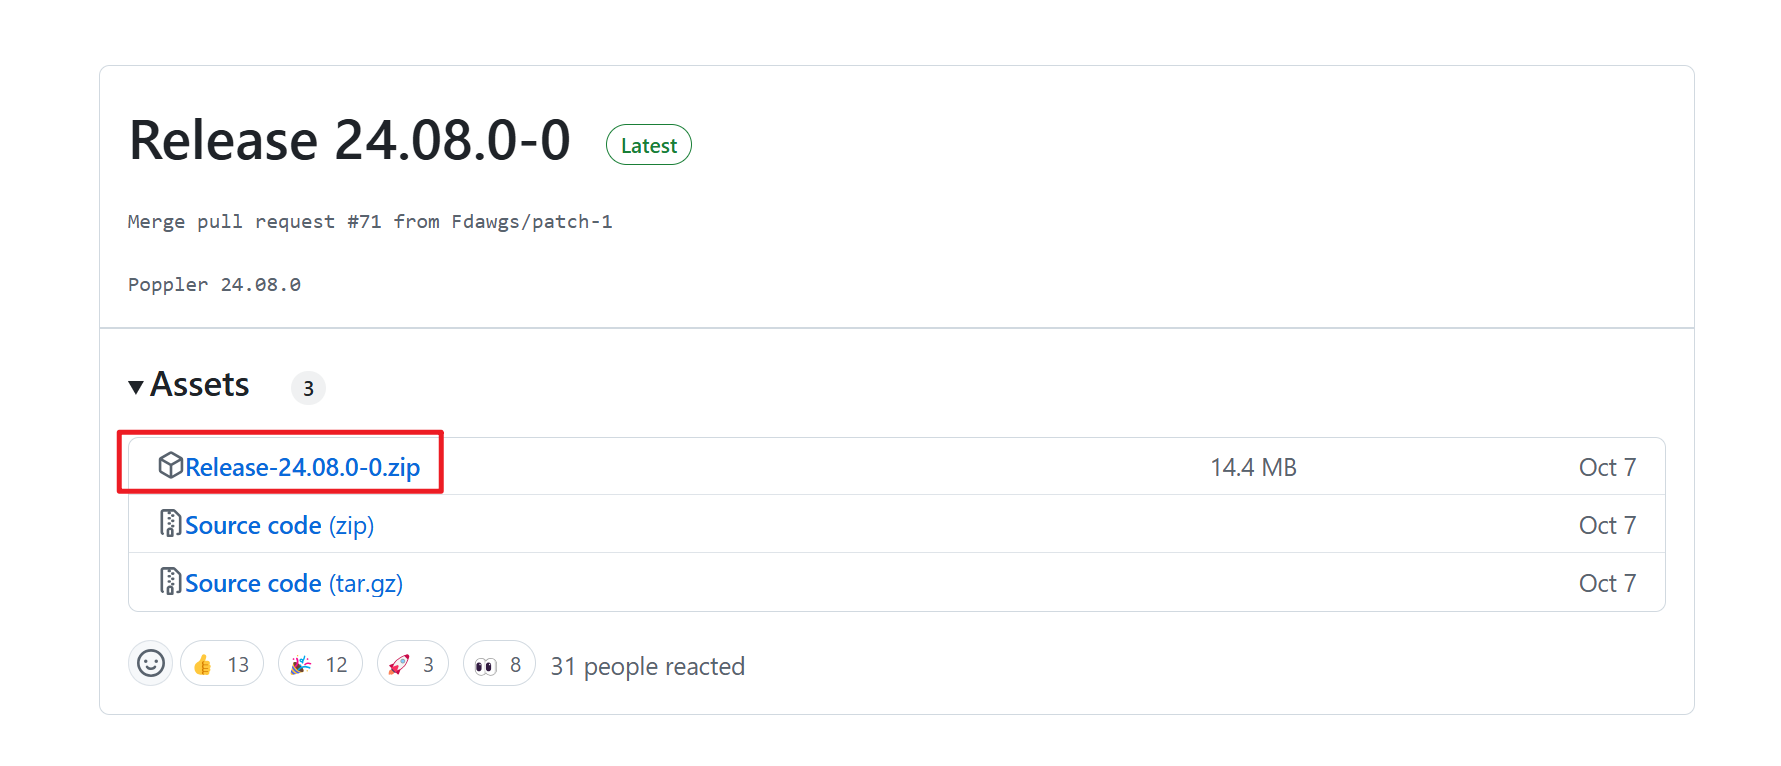 Release 24.08.0-0 Latest
Merge pull request #71 from Fdawgs/patch-1
Poppler 24.08.0
Assets 3
Release-24.08.0-0.zip 14.4 MB Oct 7
Source code (zip) Oct 7
Source code (tar.gz) Oct 7
13 12 3 8 31 people reacted